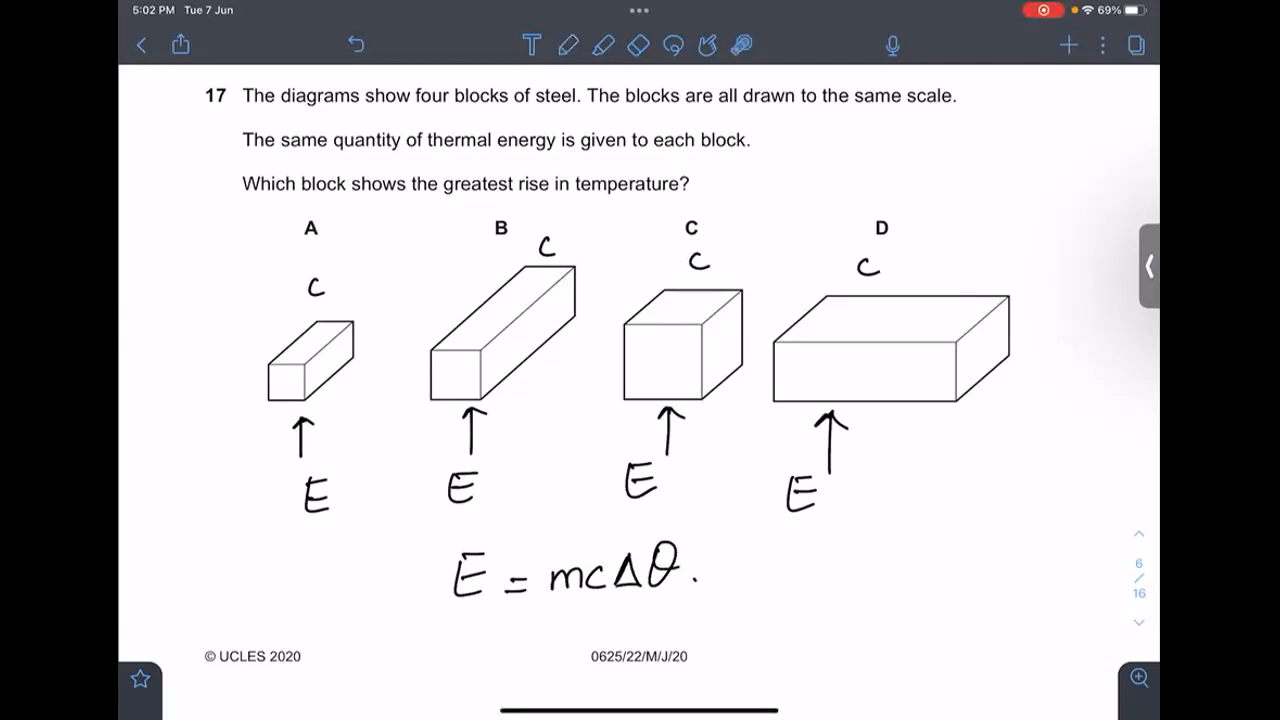 5:02 PM Tue 7 Jun
69%
T
17 The diagrams show four blocks of steel. The blocks are all drawn to the same scale.
The same quantity of thermal energy is given to each block.
Which block shows the greatest rise in temperature?
A B C D
c c c c
E E E E
E = mcΔθ.
6
/
16
© UCLES 2020 0625/22/M/J/20